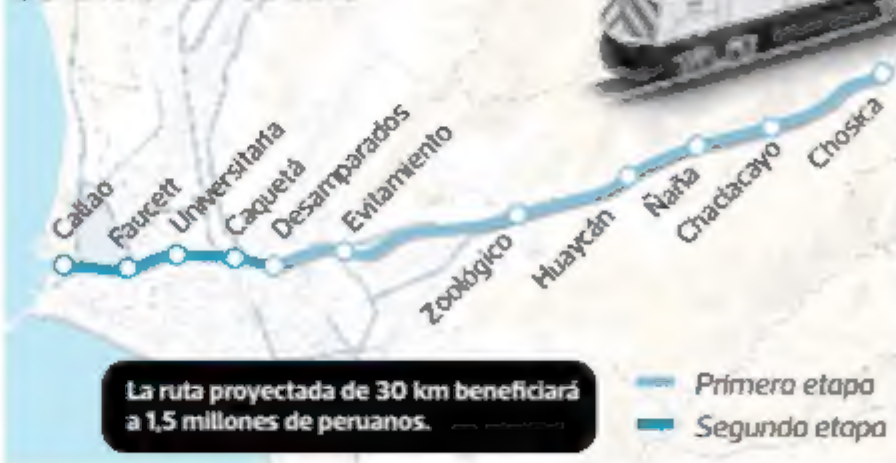 Callao
Faucett
Universitaria
Caquetá
Desamparados
Evitamiento
Zoológico
Huaycán
Ñaña
Chaclacayo
Chosica
La ruta proyectada de 30 km beneficiará
a 1,5 millones de peruanos.
Primera etapa
Segunda etapa